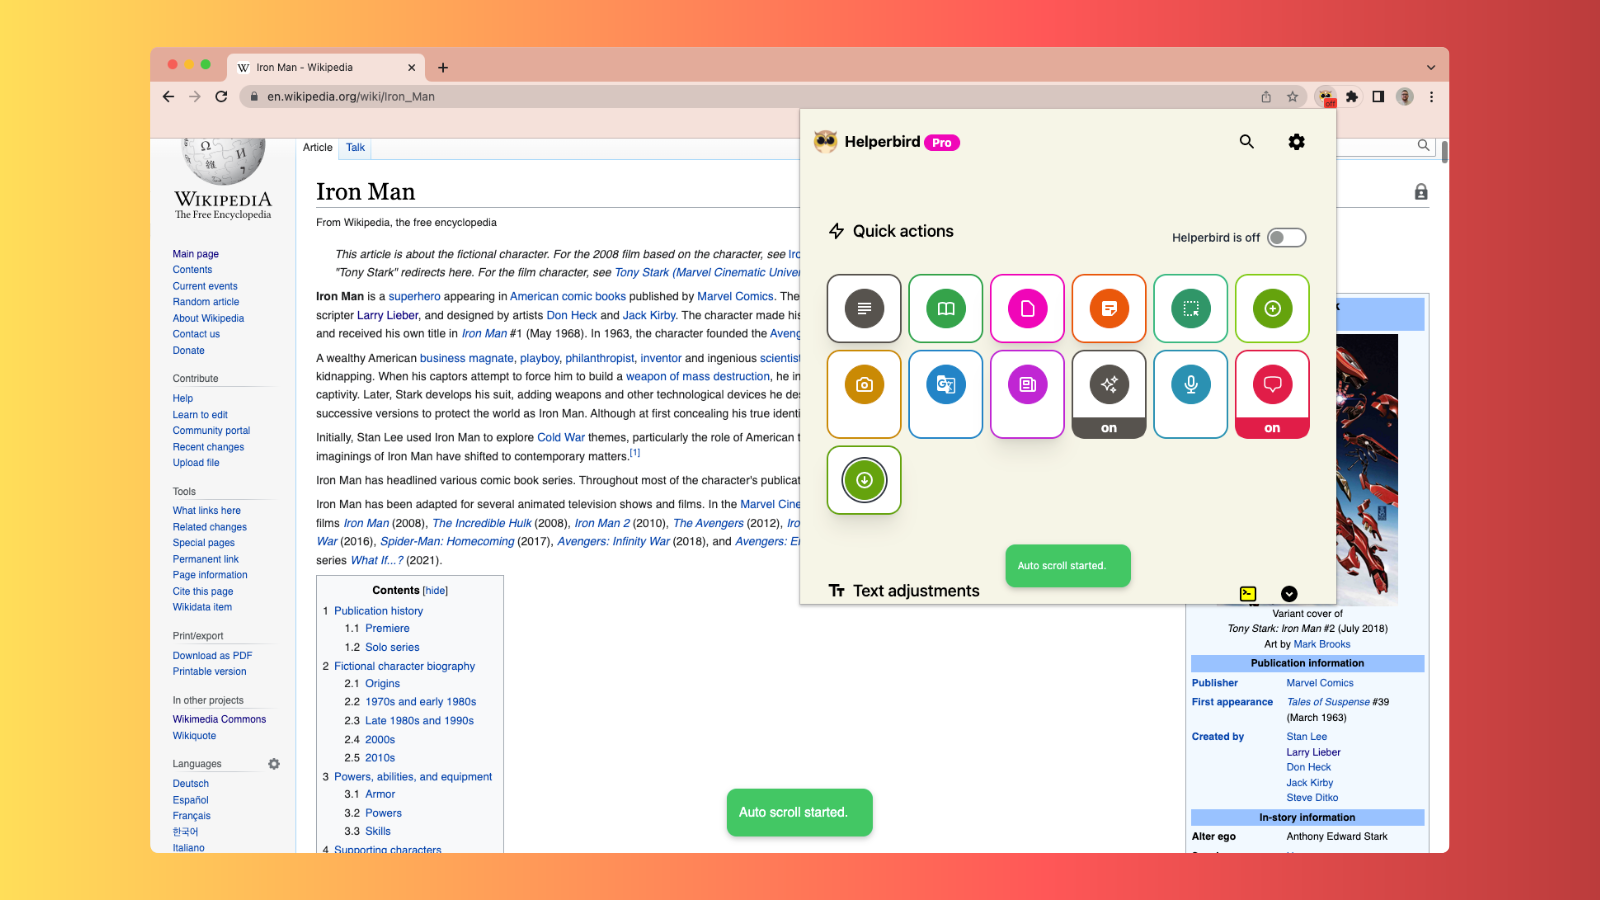 Iron Man - Wikipedia
en.wikipedia.org/wiki/Iron_Man
off
WIKIPEDIA
The Free Encyclopedia
Main page
Contents
Current events
Random article
About Wikipedia
Contact us
Donate
Contribute
Help
Learn to edit
Community portal
Recent changes
Upload file
Tools
What links here
Related changes
Special pages
Permanent link
Page information
Cite this page
Wikidata item
Print/export
Download as PDF
Printable version
In other projects
Wikimedia Commons
Wikiquote
Languages
Deutsch
Español
Français
한국어
Italiano
Article Talk
Iron Man
From Wikipedia, the free encyclopedia
This article is about the fictional character. For the 2008 film based on the character, see
"Tony Stark" redirects here. For the film character, see Tony Stark (Marvel Cinematic
Iron Man is a superhero appearing in American comic books published by Marvel Comics. The
scripter Larry Lieber, and designed by artists Don Heck and Jack Kirby. The character made his
and received his own title in Iron Man #1 (May 1968). In 1963, the character founded the
A wealthy American business magnate, playboy, philanthropist, inventor and ingenious scientist
kidnapping. When his captors attempt to force him to build a weapon of mass destruction, he
captivity. Later, Stark develops his suit, adding weapons and other technological devices he
successive versions to protect the world as Iron Man. Although at first concealing his true
Initially, Stan Lee used Iron Man to explore Cold War themes, particularly the role of American
imaginings of Iron Man have shifted to contemporary matters.[1]
Iron Man has headlined various comic book series. Throughout most of the character's
Iron Man has been adapted for several animated television shows and films. In the Marvel
films Iron Man (2008), The Incredible Hulk (2008), Iron Man 2 (2010), The Avengers (2012),
War (2016), Spider-Man: Homecoming (2017), Avengers: Infinity War (2018), and Avengers:
series What If...? (2021).
Contents [hide]
1 Publication history
1.1 Premiere
1.2 Solo series
2 Fictional character biography
2.1 Origins
2.2 1970s and early 1980s
2.3 Late 1980s and 1990s
2.4 2000s
2.5 2010s
3 Powers, abilities, and equipment
3.1 Armor
3.2 Powers
3.3 Skills
4 Supporting characters
Auto scroll started.
Helperbird Pro
Quick actions
Helperbird is off
on
on
Auto scroll started.
Text adjustments
Variant cover of
Tony Stark: Iron Man #2 (July 2018)
Art by Mark Brooks
Publication information
Publisher Marvel Comics
First appearance Tales of Suspense #39
(March 1963)
Created by Stan Lee
Larry Lieber
Don Heck
Jack Kirby
Steve Ditko
In-story information
Alter ego Anthony Edward Stark